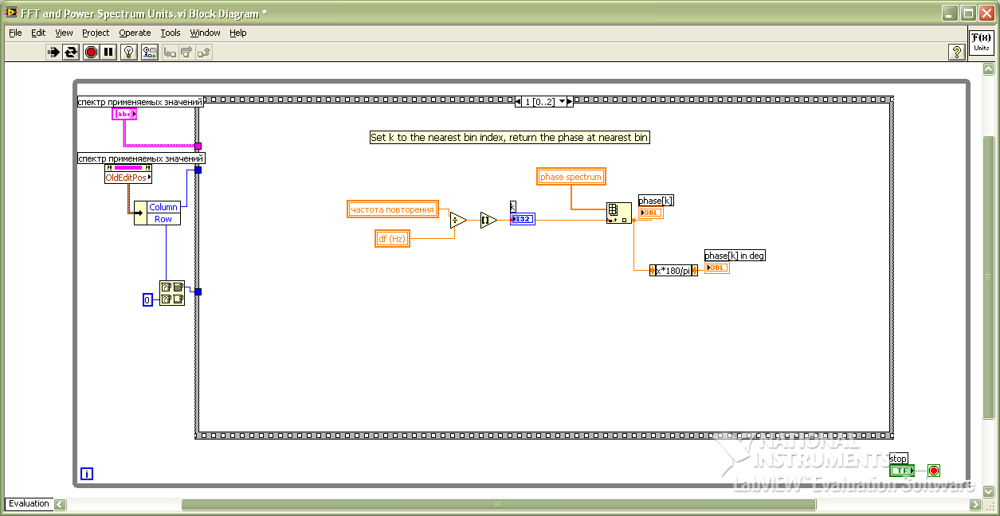 FFT and Power Spectrum Units.vi Block Diagram *
File Edit View Project Operate Tools Window Help
F(x)
Units
?
спектр применяемых значений
[abc]
1 [0..2]
Set k to the nearest bin index, return the phase at nearest bin
спектр применяемых значений
?! ?!
OldEditPos
phase spectrum
phase[k]
DBL
частота повторения
k
I32
Column
Row
÷
[]
df (Hz)
phase[k] in deg
DBL
x*180/pi
0
i
stop
TF
NATIONAL
INSTRUMENTS
LabVIEW™ Evaluation Software
Evaluation